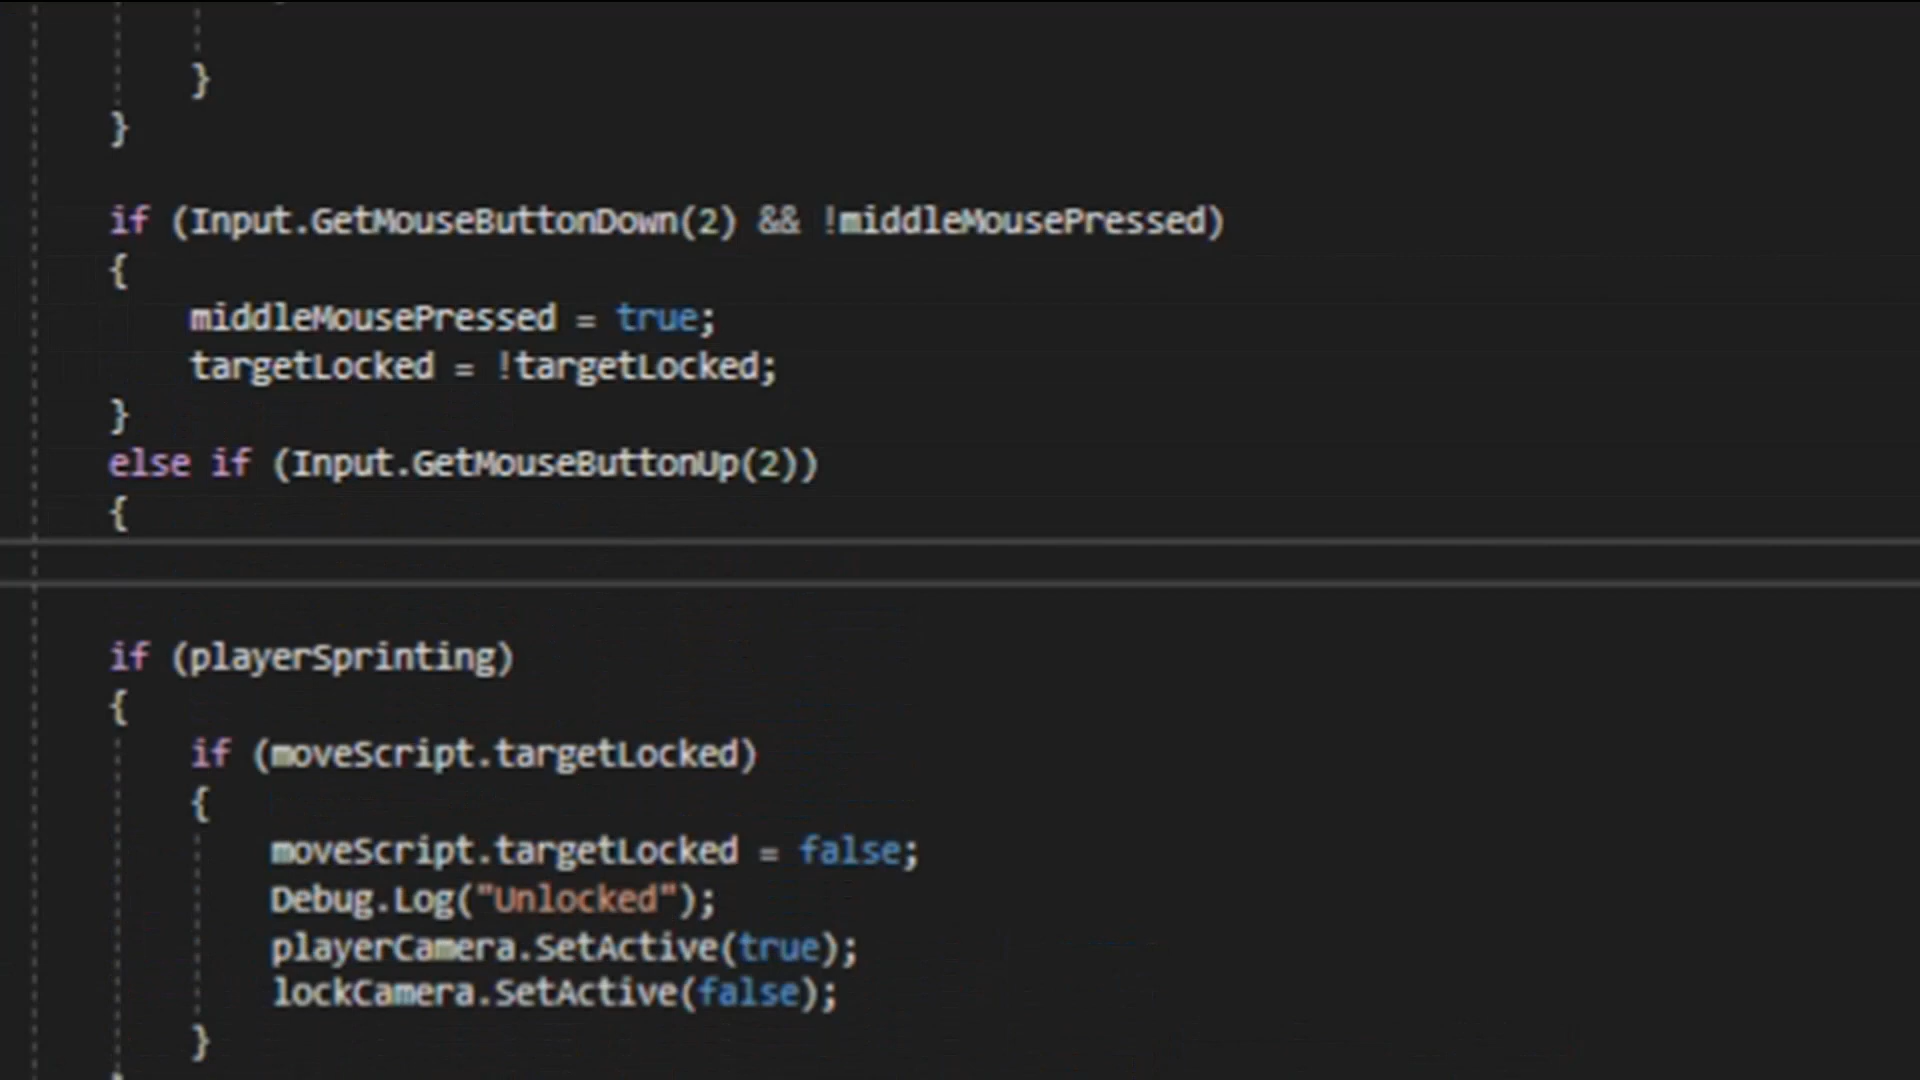 }
}
if (Input.GetMouseButtonDown(2) && !middleMousePressed)
{
middleMousePressed = true;
targetLocked = !targetLocked;
}
else if (Input.GetMouseButtonUp(2))
{
if (playerSprinting)
{
if (moveScript.targetLocked)
{
moveScript.targetLocked = false;
Debug.Log("Unlocked");
playerCamera.SetActive(true);
lockCamera.SetActive(false);
}